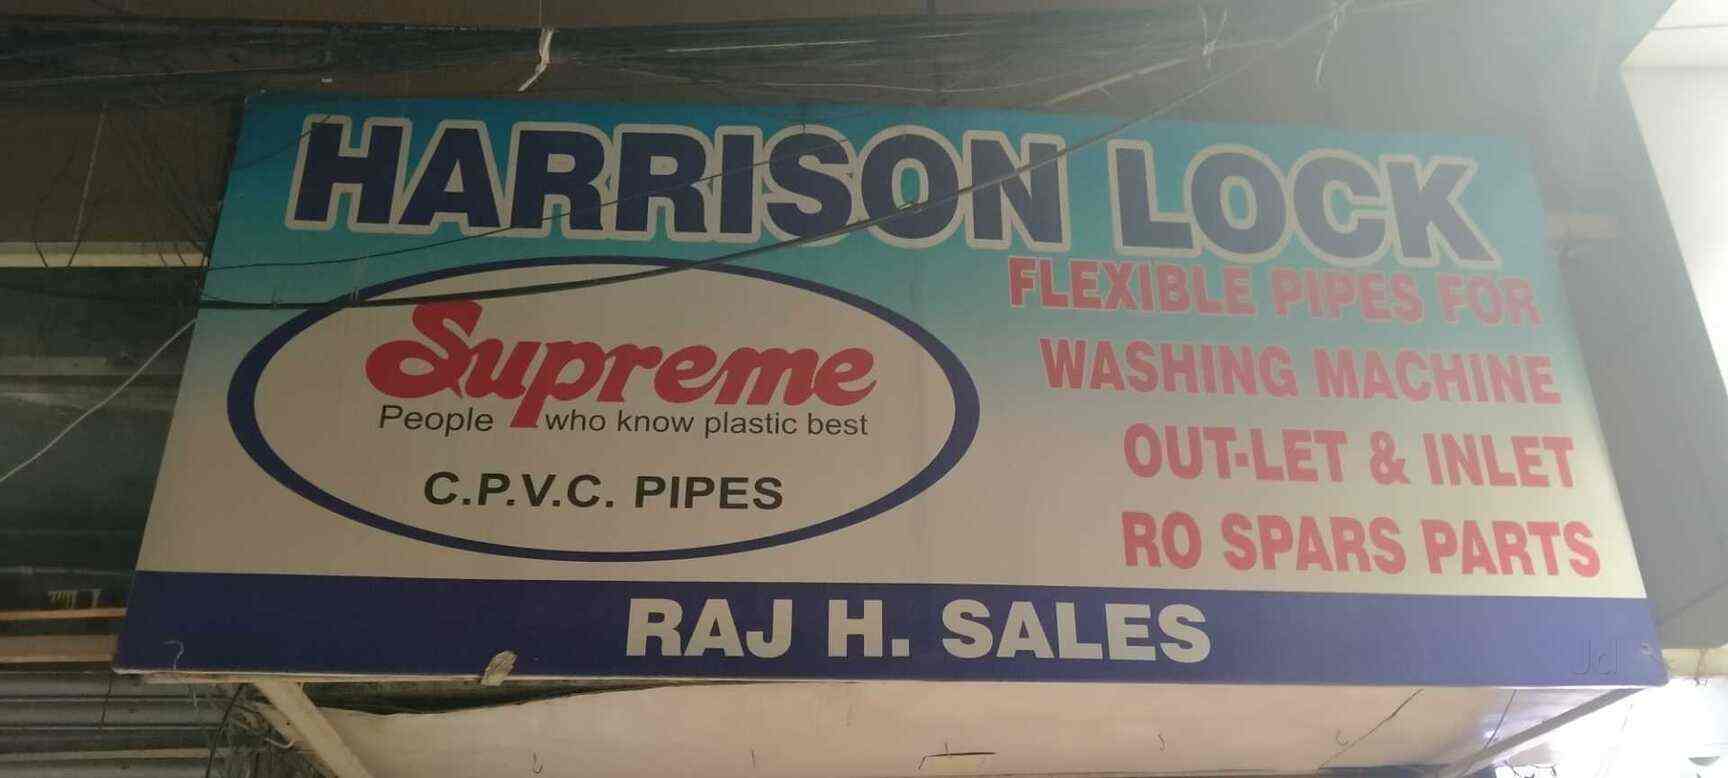 HARRISON LOCK
Supreme
People who know plastic best
C.P.V.C. PIPES
FLEXIBLE PIPES FOR
WASHING MACHINE
OUT-LET & INLET
RO SPARS PARTS
RAJ H. SALES
Jd